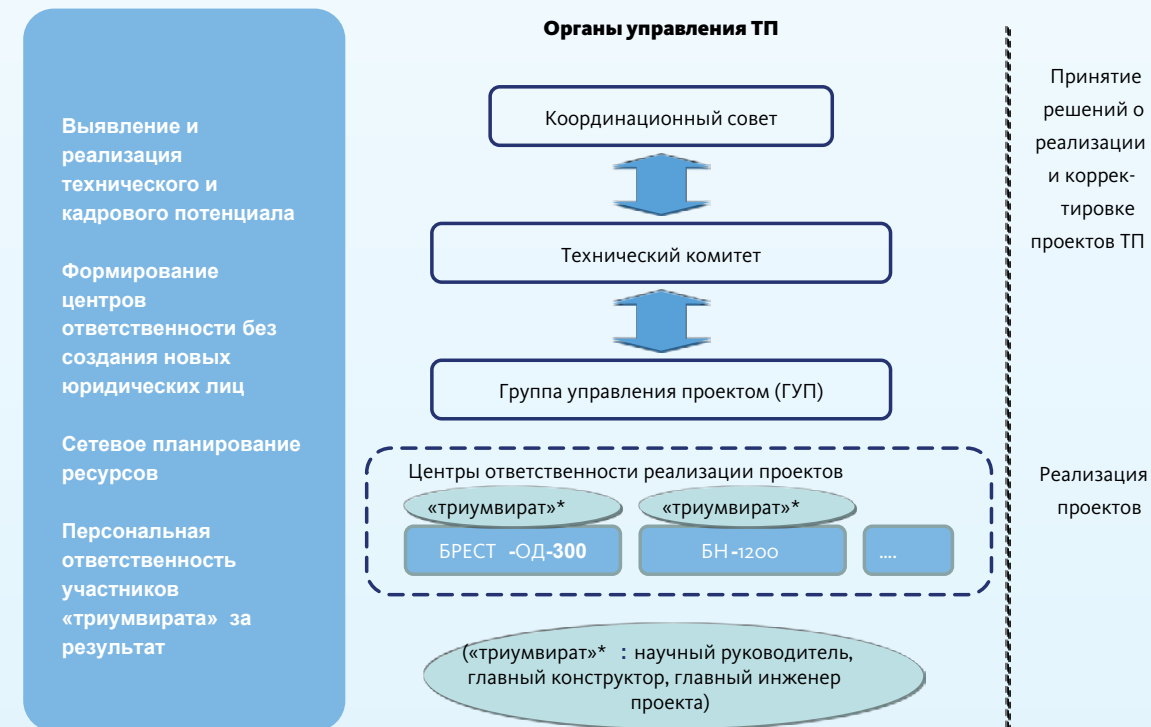 Органы управления ТП
Выявление и
реализация
технического и
кадрового потенциала
Формирование
центров
ответственности без
создания новых
юридических лиц
Сетевое планирование
ресурсов
Персональная
ответственность
участников
«триумвирата» за
результат
Координационный совет
Технический комитет
Группа управления проектом (ГУП)
Центры ответственности реализации проектов
«триумвират»*
«триумвират»*
БРЕСТ -ОД-300
БН-1200
....
(«триумвират»* : научный руководитель,
главный конструктор, главный инженер
проекта)
Принятие
решений о
реализации
и коррек-
тировке
проектов ТП
Реализация
проектов